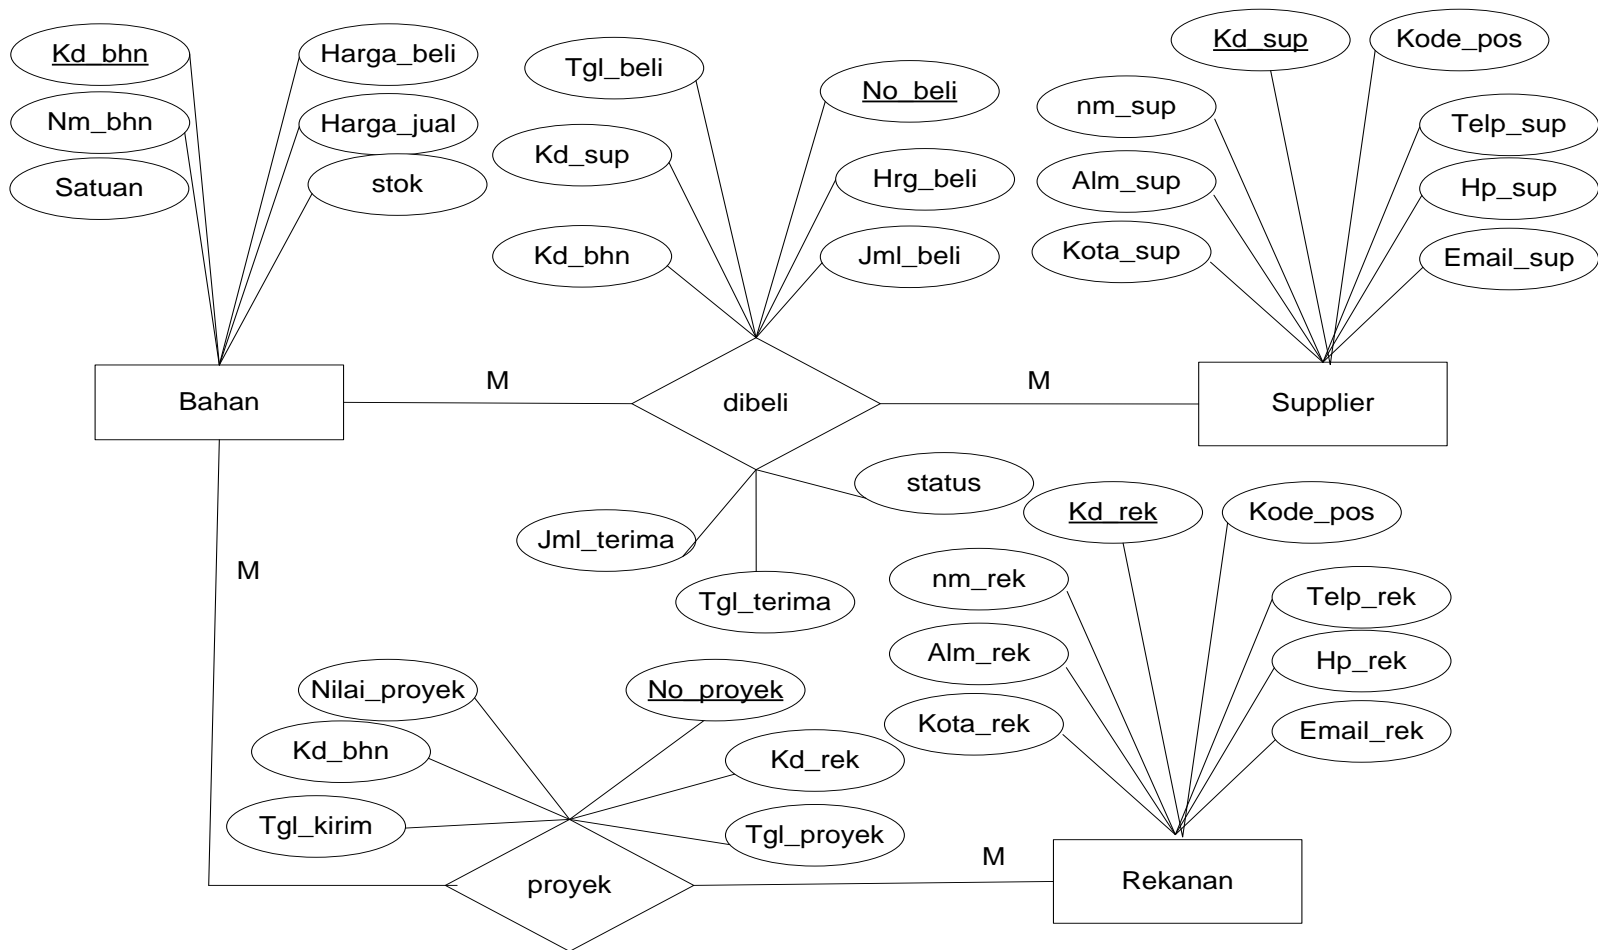 Kd_bhn
Nm_bhn
Satuan
Harga_beli
Harga_jual
stok
Tgl_beli
Kd_sup
Kd_bhn
No_beli
Hrg_beli
Jml_beli
Kd_sup
Kode_pos
nm_sup
Alm_sup
Kota_sup
Telp_sup
Hp_sup
Email_sup
Bahan
M
dibeli
M
Supplier
Jml_terima
Tgl_terima
status
M
Kd_rek
Kode_pos
nm_rek
Alm_rek
Kota_rek
Telp_rek
Hp_rek
Email_rek
Nilai_proyek
Kd_bhn
Tgl_kirim
No_proyek
Kd_rek
Tgl_proyek
proyek
M
Rekanan